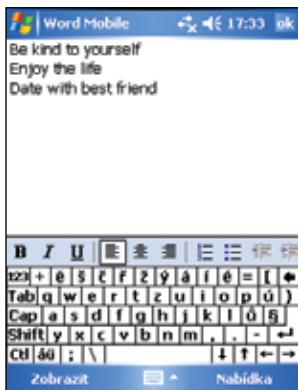 Word Mobile 17:33 ok
Be kind to yourself
Enjoy the life
Date with best friend
B I U
123 + ě š č ř ž ý á í é = [
Tab q w e r t z u i o p ú )
Cap a s d f g h j k l ů §
Shift y x c v b n m , . -
Ctl áü ; \
Zobrazit Nabídka